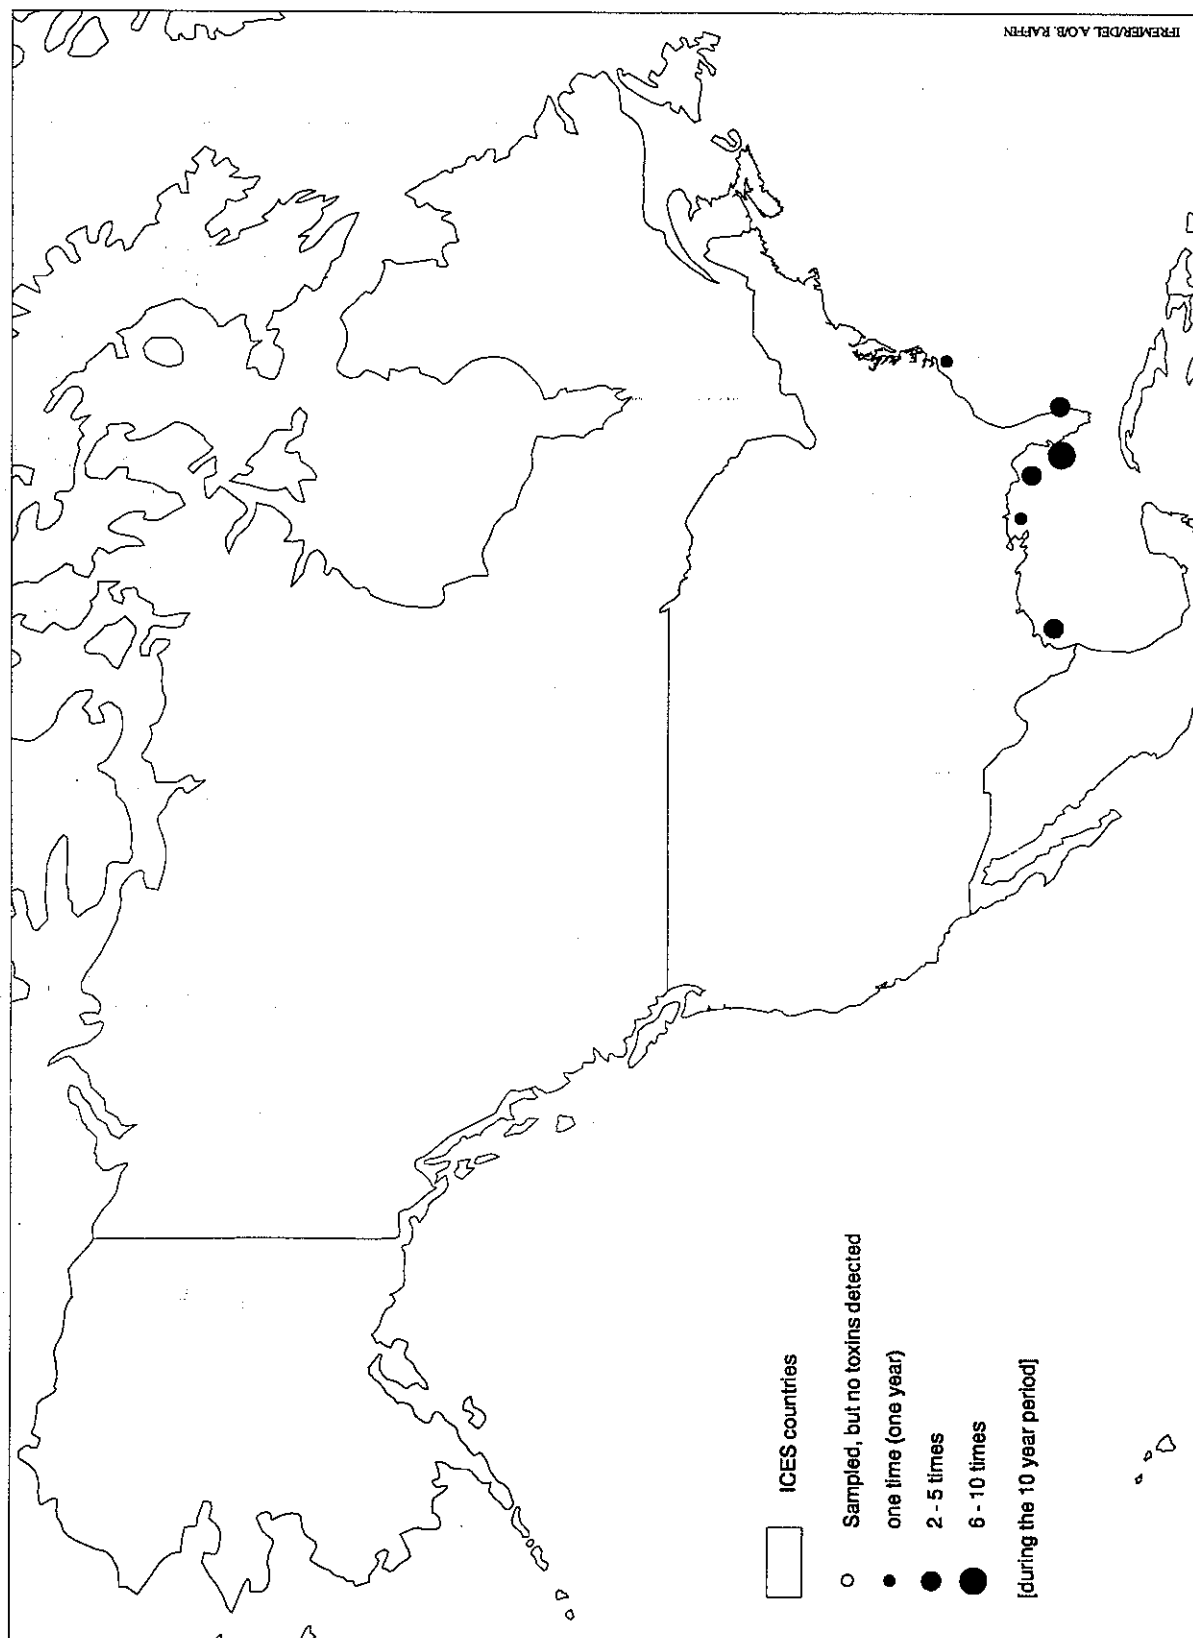 IFREMER/DEL A.O/B. RAFFIN
ICES countries
Sampled, but no toxins detected
one time (one year)
2 - 5 times
6 - 10 times
[during the 10 year period]